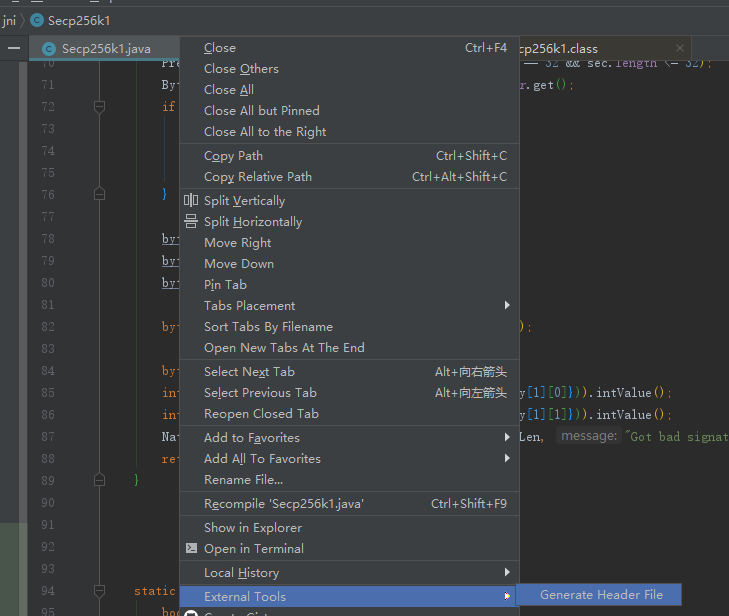 jni Secp256k1
Secp256k1.java
cp256k1.class
70 Pre == 32 && sec.length <= 32);
71 Byt r.get();
72 if
73
74
75
76 }
77
78 byt
79 byt
80 byt
81
82 byt );
83
84 byt
85 int y[1][0]})).intValue();
86 int y[1][1]})).intValue();
87 Nat Len, message: "Got bad signat
88 ret
89 }
90
91
92
93
94 static
95 boo
Close Ctrl+F4
Close Others
Close All
Close All but Pinned
Close All to the Right
Copy Path Ctrl+Shift+C
Copy Relative Path Ctrl+Alt+Shift+C
Split Vertically
Split Horizontally
Move Right
Move Down
Pin Tab
Tabs Placement
Sort Tabs By Filename
Open New Tabs At The End
Select Next Tab Alt+向右箭头
Select Previous Tab Alt+向左箭头
Reopen Closed Tab
Add to Favorites
Add All To Favorites
Rename File...
Recompile 'Secp256k1.java' Ctrl+Shift+F9
Show in Explorer
Open in Terminal
Local History
External Tools
Generate Header File